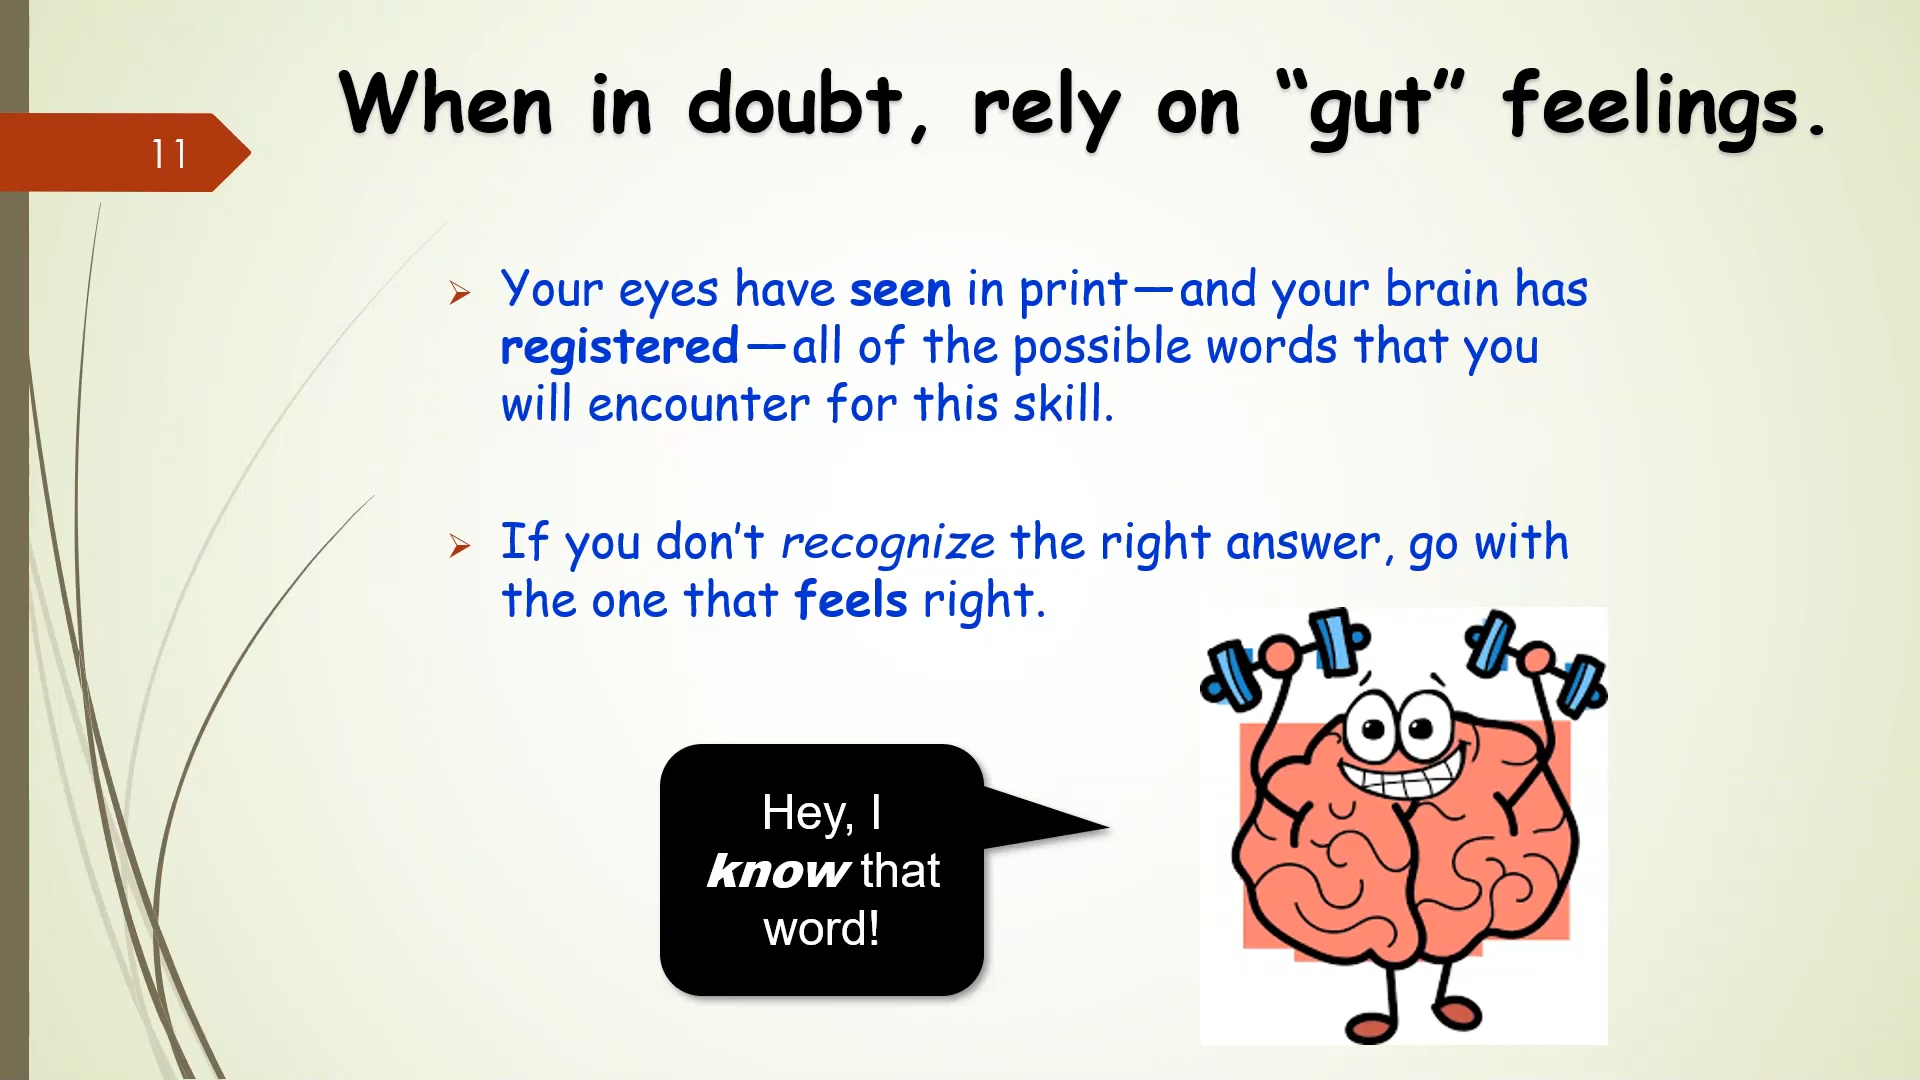 When in doubt, rely on “gut” feelings.
11
Your eyes have seen in print—and your brain has
registered—all of the possible words that you
will encounter for this skill.
If you don’t recognize the right answer, go with
the one that feels right.
Hey, I
know that
word!